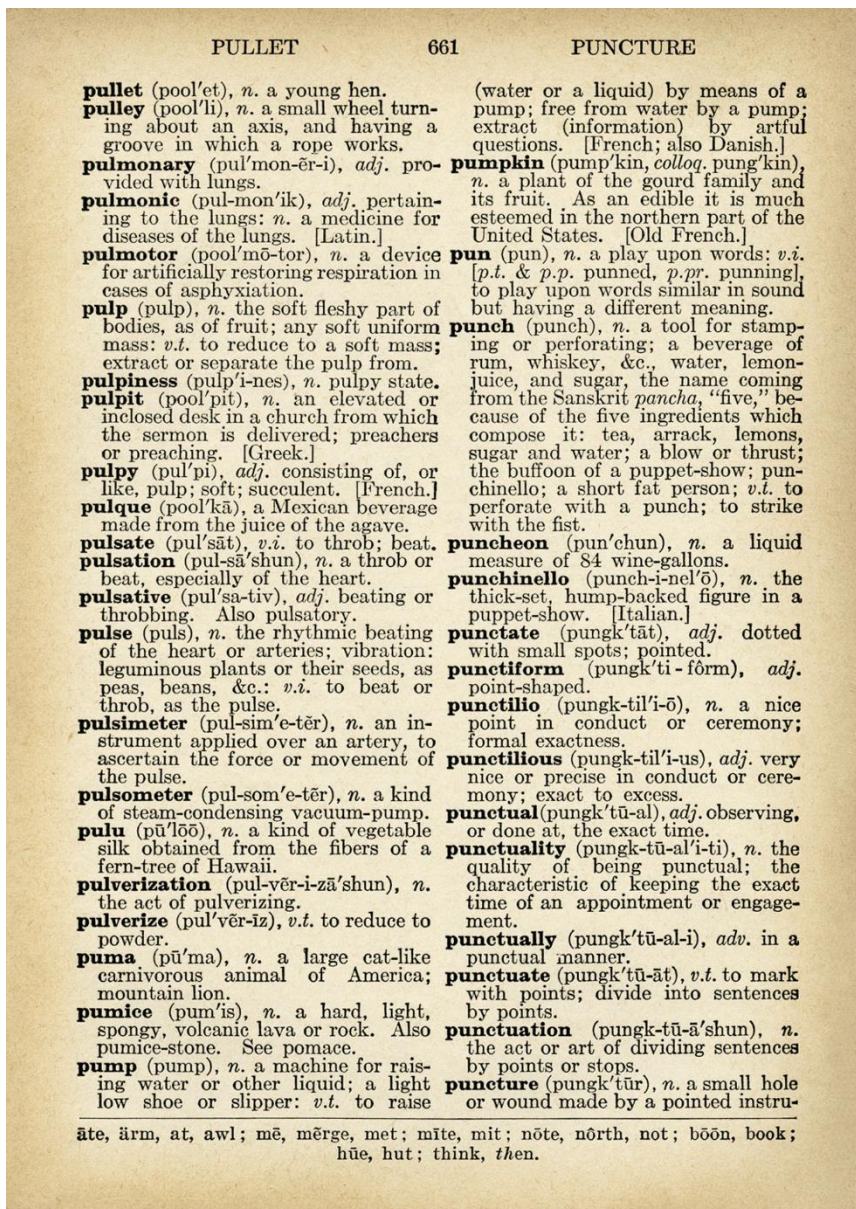 PULLET 661 PUNCTURE
pullet (pool′et), n. a young hen.
pulley (pool′li), n. a small wheel turn-
ing about an axis, and having a
groove in which a rope works.
pulmonary (pul′mon-ẽr-i), adj. pro-
vided with lungs.
pulmonic (pul-mon′ik), adj. pertain-
ing to the lungs: n. a medicine for
diseases of the lungs. [Latin.]
pulmotor (pool′mō-tor), n. a device
for artificially restoring respiration in
cases of asphyxiation.
pulp (pulp), n. the soft fleshy part of
bodies, as of fruit; any soft uniform
mass: v.t. to reduce to a soft mass;
extract or separate the pulp from.
pulpiness (pulp′i-nes), n. pulpy state.
pulpit (pool′pit), n. an elevated or
inclosed desk in a church from which
the sermon is delivered; preachers
or preaching. [Greek.]
pulpy (pul′pi), adj. consisting of, or
like, pulp; soft; succulent. [French.]
pulque (pool′kā), a Mexican beverage
made from the juice of the agave.
pulsate (pul′sāt), v.i. to throb; beat.
pulsation (pul-sā′shun), n. a throb or
beat, especially of the heart.
pulsative (pul′sa-tiv), adj. beating or
throbbing. Also pulsatory.
pulse (puls), n. the rhythmic beating
of the heart or arteries; vibration:
leguminous plants or their seeds, as
peas, beans, &c.: v.i. to beat or
throb, as the pulse.
pulsimeter (pul-sim′e-tẽr), n. an in-
strument applied over an artery, to
ascertain the force or movement of
the pulse.
pulsometer (pul-som′e-tẽr), n. a kind
of steam-condensing vacuum-pump.
pulu (pū′lōō), n. a kind of vegetable
silk obtained from the fibers of a
fern-tree of Hawaii.
pulverization (pul-vẽr-i-zā′shun), n.
the act of pulverizing.
pulverize (pul′vẽr-īz), v.t. to reduce to
powder.
puma (pū′ma), n. a large cat-like
carnivorous animal of America;
mountain lion.
pumice (pum′is), n. a hard, light,
spongy, volcanic lava or rock. Also
pumice-stone. See pomace.
pump (pump), n. a machine for rais-
ing water or other liquid; a light
low shoe or slipper: v.t. to raise
(water or a liquid) by means of a
pump; free from water by a pump;
extract (information) by artful
questions. [French; also Danish.]
pumpkin (pump′kin, colloq. pung′kin),
n. a plant of the gourd family and
its fruit. As an edible it is much
esteemed in the northern part of the
United States. [Old French.]
pun (pun), n. a play upon words: v.i.
[p.t. & p.p. punned, p.pr. punning],
to play upon words similar in sound
but having a different meaning.
punch (punch), n. a tool for stamp-
ing or perforating; a beverage of
rum, whiskey, &c., water, lemon-
juice, and sugar, the name coming
from the Sanskrit pancha, “five,” be-
cause of the five ingredients which
compose it: tea, arrack, lemons,
sugar and water; a blow or thrust;
the buffoon of a puppet-show; pun-
chinello; a short fat person; v.t. to
perforate with a punch; to strike
with the fist.
puncheon (pun′chun), n. a liquid
measure of 84 wine-gallons.
punchinello (punch-i-nel′ō), n. the
thick-set, hump-backed figure in a
puppet-show. [Italian.]
punctate (pungk′tāt), adj. dotted
with small spots; pointed.
punctiform (pungk′ti-fôrm), adj.
point-shaped.
punctilio (pungk-til′i-ō), n. a nice
point in conduct or ceremony;
formal exactness.
punctilious (pungk-til′i-us), adj. very
nice or precise in conduct or cere-
mony; exact to excess.
punctual (pungk′tū-al), adj. observing,
or done at, the exact time.
punctuality (pungk-tū-al′i-ti), n. the
quality of being punctual; the
characteristic of keeping the exact
time of an appointment or engage-
ment.
punctually (pungk′tū-al-i), adv. in a
punctual manner.
punctuate (pungk′tū-āt), v.t. to mark
with points; divide into sentences
by points.
punctuation (pungk-tū-ā′shun), n.
the act or art of dividing sentences
by points or stops.
puncture (pungk′tūr), n. a small hole
or wound made by a pointed instru-
āte, ärm, at, awl; mē, mẽrge, met; mīte, mit; nōte, nôrth, not; bōōn, book;
hūe, hut; think, then.